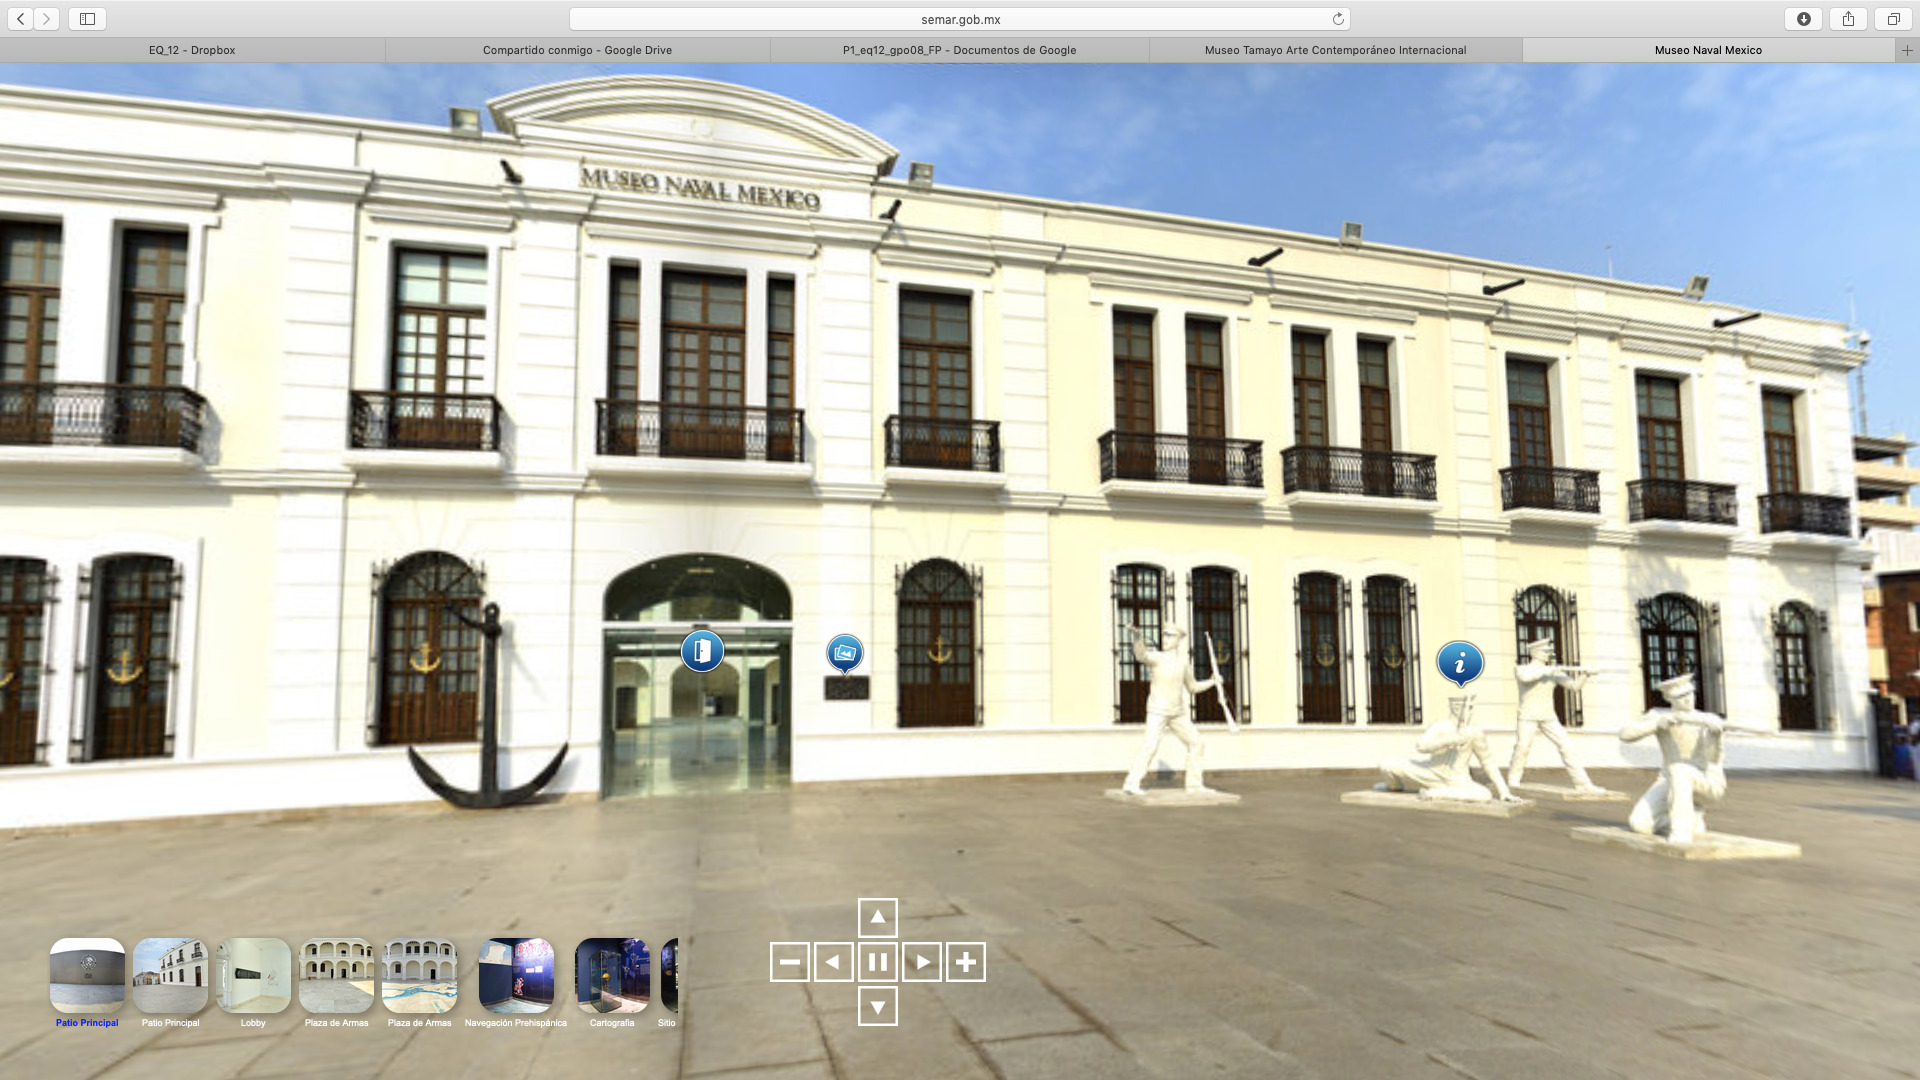 semar.gob.mx
EQ_12 - Dropbox
Compartido conmigo - Google Drive
P1_eq12_gpo08_FP - Documentos de Google
Museo Tamayo Arte Contemporáneo Internacional
Museo Naval Mexico
MUSEO NAVAL MEXICO
i
Patio Principal
Patio Principal
Lobby
Plaza de Armas
Plaza de Armas
Navegación Prehispánica
Cartografía
Sitio